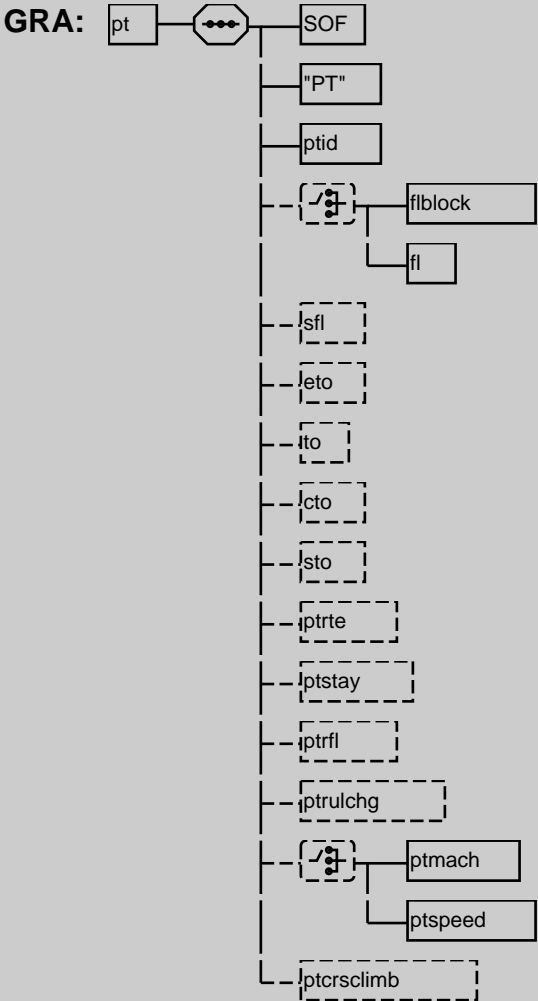 GRA: pt SOF
"PT"
ptid
flblock
fl
sfl
eto
to
cto
sto
ptrte
ptstay
ptrfl
ptrulchg
ptmach
ptspeed
ptcrsclimb